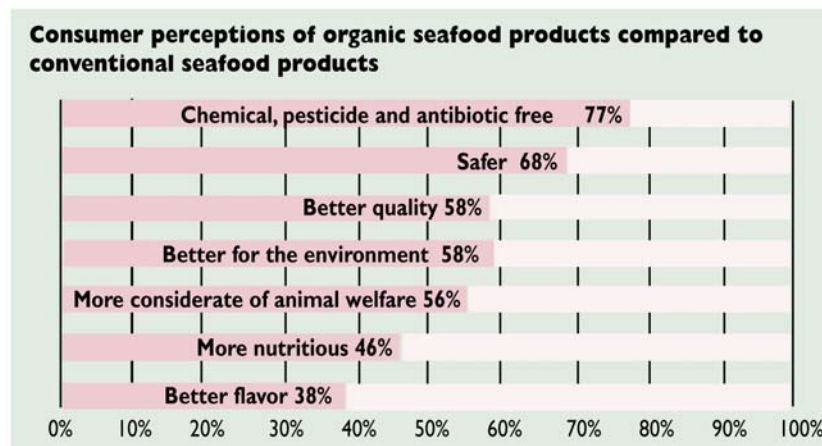 Consumer perceptions of organic seafood products compared to
conventional seafood products
Chemical, pesticide and antibiotic free 77%
Safer 68%
Better quality 58%
Better for the environment 58%
More considerate of animal welfare 56%
More nutritious 46%
Better flavor 38%
0% 10% 20% 30% 40% 50% 60% 70% 80% 90% 100%